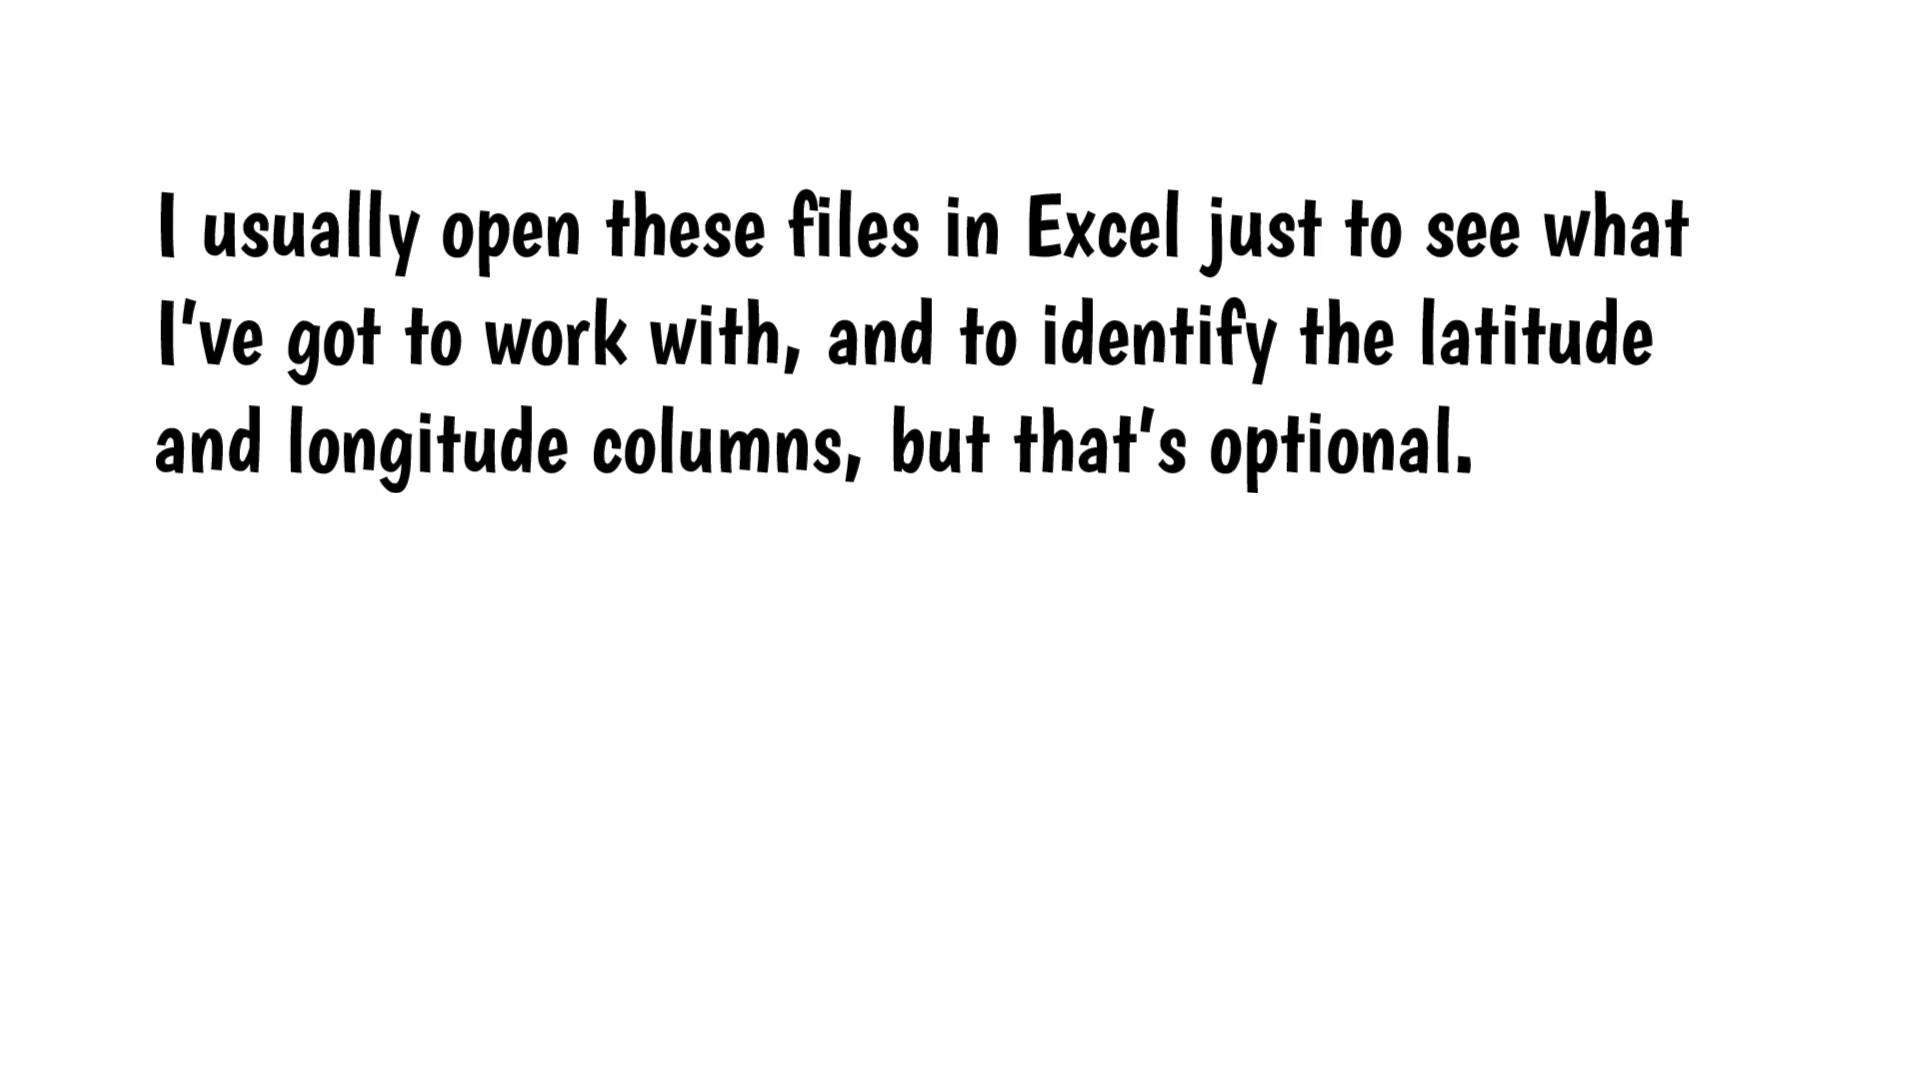 I usually open these files in Excel just to see what
I've got to work with, and to identify the latitude
and longitude columns, but that's optional.